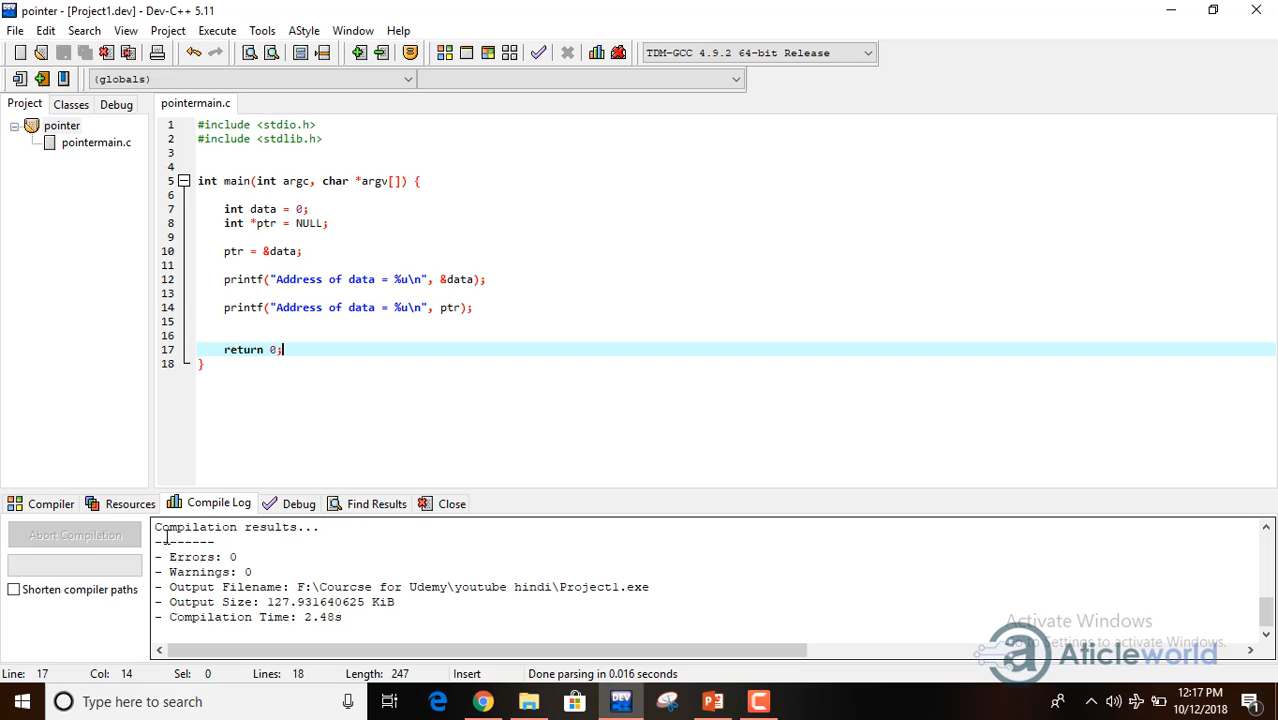 pointer - [Project1.dev] - Dev-C++ 5.11
File Edit Search View Project Execute Tools AStyle Window Help
TDM-GCC 4.9.2 64-bit Release
(globals)
Project Classes Debug
pointermain.c
pointer
pointermain.c
1 #include <stdio.h>
2 #include <stdlib.h>
3
4
5 int main(int argc, char *argv[]) {
6
7 int data = 0;
8 int *ptr = NULL;
9
10 ptr = &data;
11
12 printf("Address of data = %u\n", &data);
13
14 printf("Address of data = %u\n", ptr);
15
16
17 return 0;
18 }
Compiler Resources Compile Log Debug Find Results Close
Abort Compilation
Shorten compiler paths
Compilation results...
--------
- Errors: 0
- Warnings: 0
- Output Filename: F:\Courcse for Udemy\youtube hindi\Project1.exe
- Output Size: 127.931640625 KiB
- Compilation Time: 2.48s
Activate Windows
Go to Settings to activate Windows.
a Aticleworld
Line: 17 Col: 14 Sel: 0 Lines: 18 Length: 247 Insert Done parsing in 0.016 seconds
Type here to search
DEV
12:17 PM
10/12/2018
1